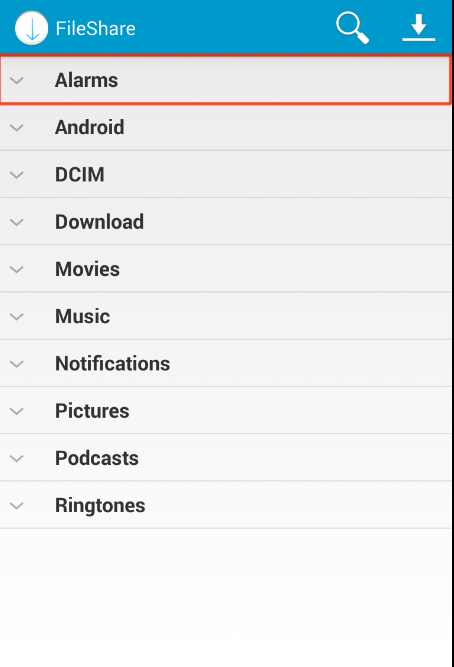 FileShare
Alarms
Android
DCIM
Download
Movies
Music
Notifications
Pictures
Podcasts
Ringtones